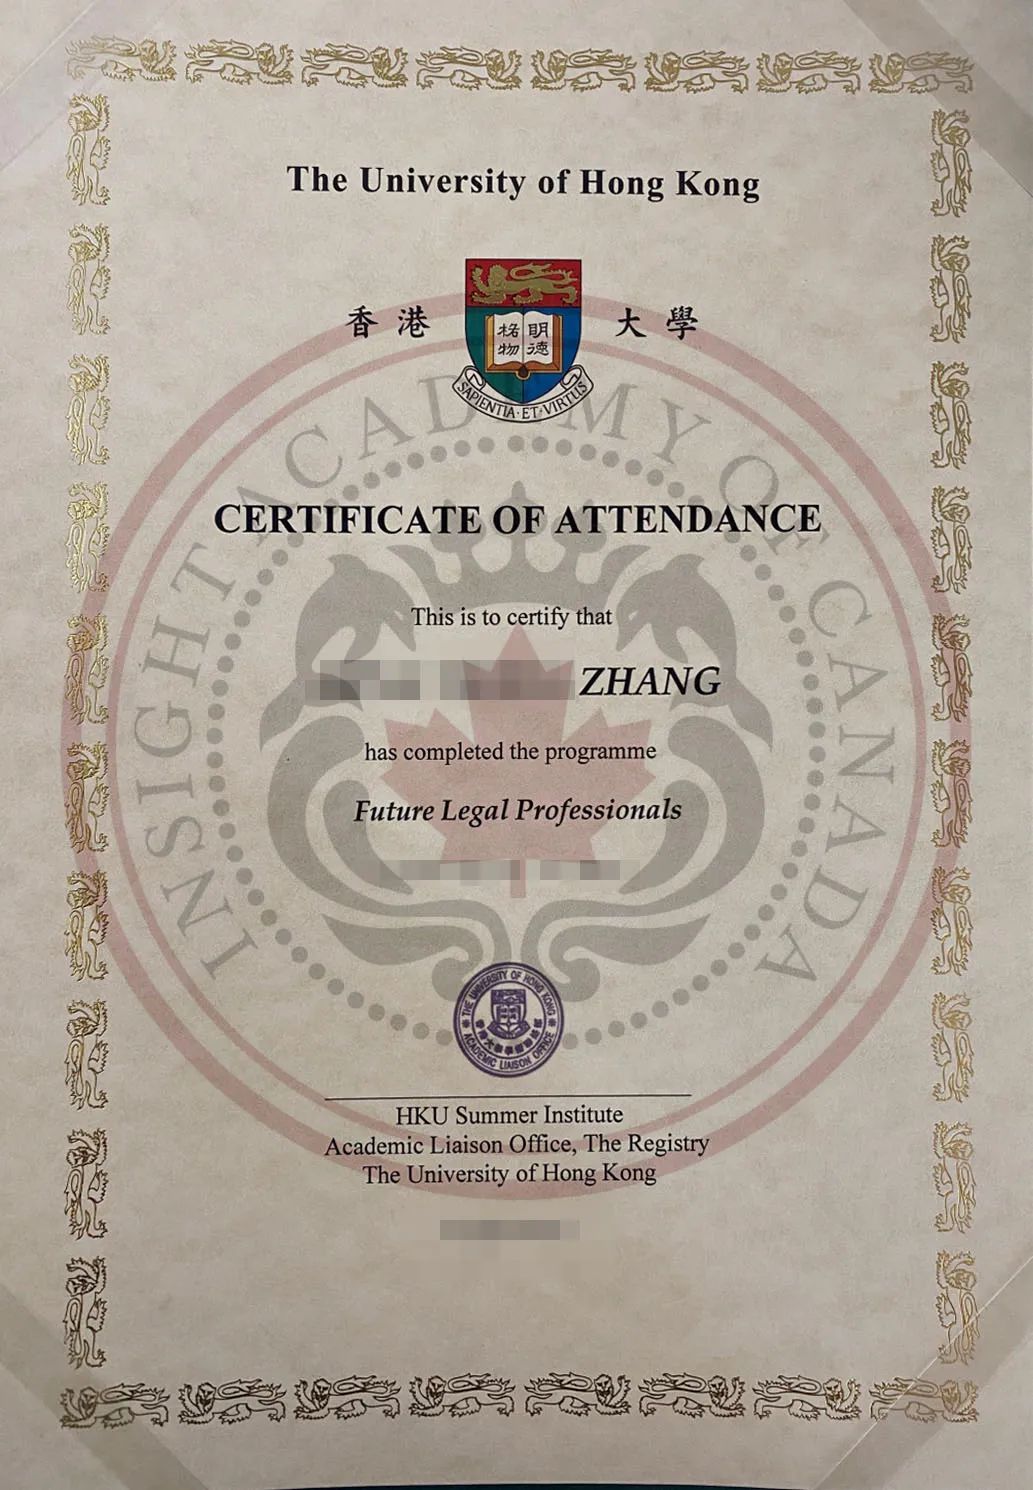 The University of Hong Kong
香港 大學
格物 明德
SAPIENTIA·ET·VIRTUS
INSIGHT ACADEMY OF CANADA
CERTIFICATE OF ATTENDANCE
This is to certify that
ZHANG
has completed the programme
Future Legal Professionals
THE UNIVERSITY OF HONG KONG
ACADEMIC LIAISON OFFICE
HKU Summer Institute
Academic Liaison Office, The Registry
The University of Hong Kong